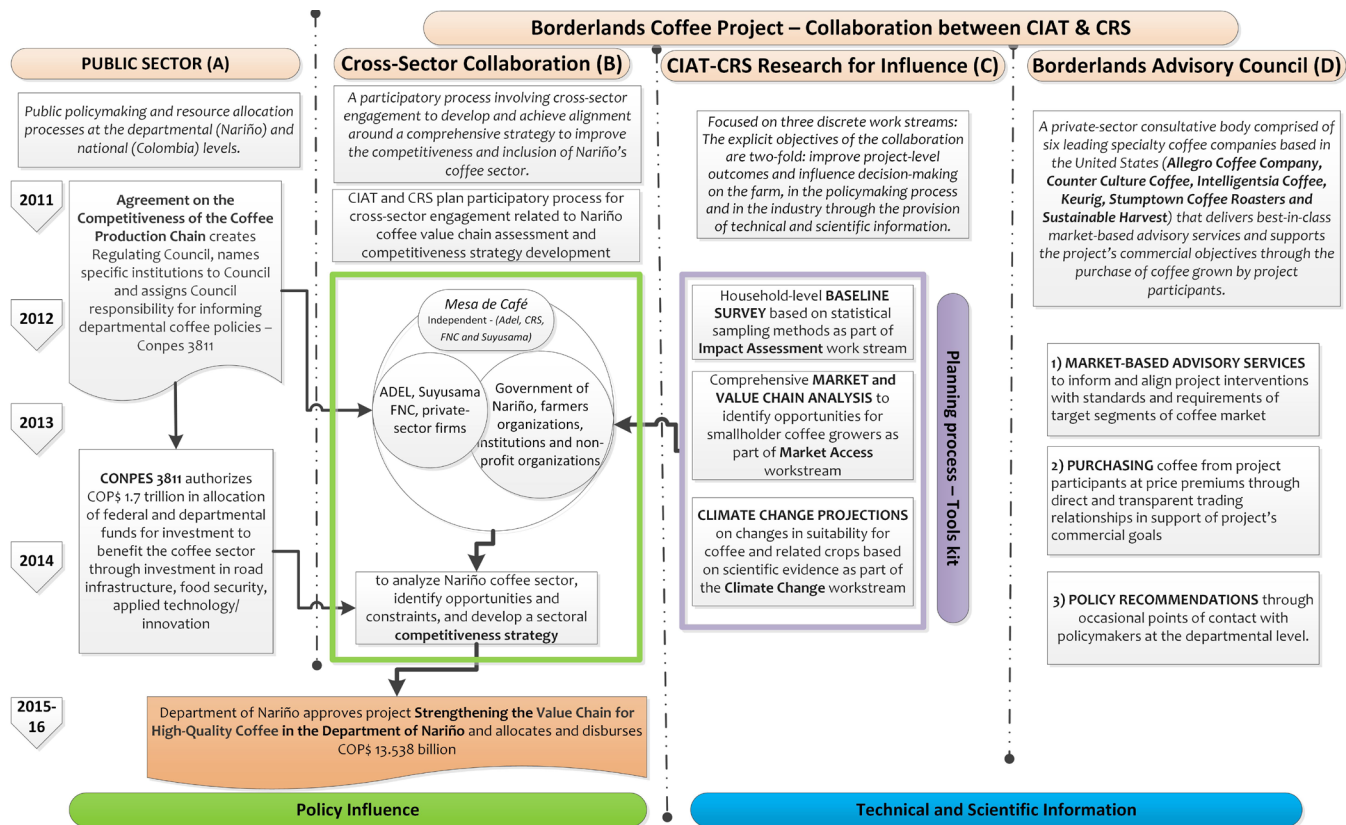 Borderlands Coffee Project – Collaboration between CIAT & CRS
PUBLIC SECTOR (A)
Public policymaking and resource allocation
processes at the departmental (Nariño) and
national (Colombia) levels.
2011
2012
2013
2014
2015-
16
Agreement on the
Competitiveness of the Coffee
Production Chain creates
Regulating Council, names
specific institutions to Council
and assigns Council
responsibility for informing
departmental coffee policies –
Conpes 3811
CONPES 3811 authorizes
COP$ 1.7 trillion in allocation
of federal and departmental
funds for investment to
benefit the coffee sector
through investment in road
infrastructure, food security,
applied technology/
innovation
Cross-Sector Collaboration (B)
A participatory process involving cross-sector
engagement to develop and achieve alignment
around a comprehensive strategy to improve
the competitiveness and inclusion of Nariño's
coffee sector.
CIAT and CRS plan participatory process for
cross-sector engagement related to Nariño
coffee value chain assessment and
competitiveness strategy development
Mesa de Café
Independent - (Adel, CRS,
FNC and Suyusama)
ADEL, Suyusama
FNC, private-
sector firms
Government of
Nariño, farmers
organizations,
institutions and non-
profit organizations
to analyze Nariño coffee sector,
identify opportunities and
constraints, and develop a sectoral
competitiveness strategy
Department of Nariño approves project Strengthening the Value Chain for
High-Quality Coffee in the Department of Nariño and allocates and disburses
COP$ 13.538 billion
CIAT-CRS Research for Influence (C)
Focused on three discrete work streams:
The explicit objectives of the collaboration
are two-fold: improve project-level
outcomes and influence decision-making
on the farm, in the policymaking process
and in the industry through the provision
of technical and scientific information.
Household-level BASELINE
SURVEY based on statistical
sampling methods as part of
Impact Assessment work stream
Comprehensive MARKET and
VALUE CHAIN ANALYSIS to
identify opportunities for
smallholder coffee growers as
part of Market Access
workstream
CLIMATE CHANGE PROJECTIONS
on changes in suitability for
coffee and related crops based
on scientific evidence as part of
the Climate Change workstream
Planning process – Tools kit
Borderlands Advisory Council (D)
A private-sector consultative body comprised of
six leading specialty coffee companies based in
the United States (Allegro Coffee Company,
Counter Culture Coffee, Intelligentsia Coffee,
Keurig, Stumptown Coffee Roasters and
Sustainable Harvest) that delivers best-in-class
market-based advisory services and supports
the project's commercial objectives through the
purchase of coffee grown by project
participants.
1) MARKET-BASED ADVISORY SERVICES
to inform and align project interventions
with standards and requirements of
target segments of coffee market
2) PURCHASING coffee from project
participants at price premiums through
direct and transparent trading
relationships in support of project's
commercial goals
3) POLICY RECOMMENDATIONS through
occasional points of contact with
policymakers at the departmental level.
Policy Influence
Technical and Scientific Information